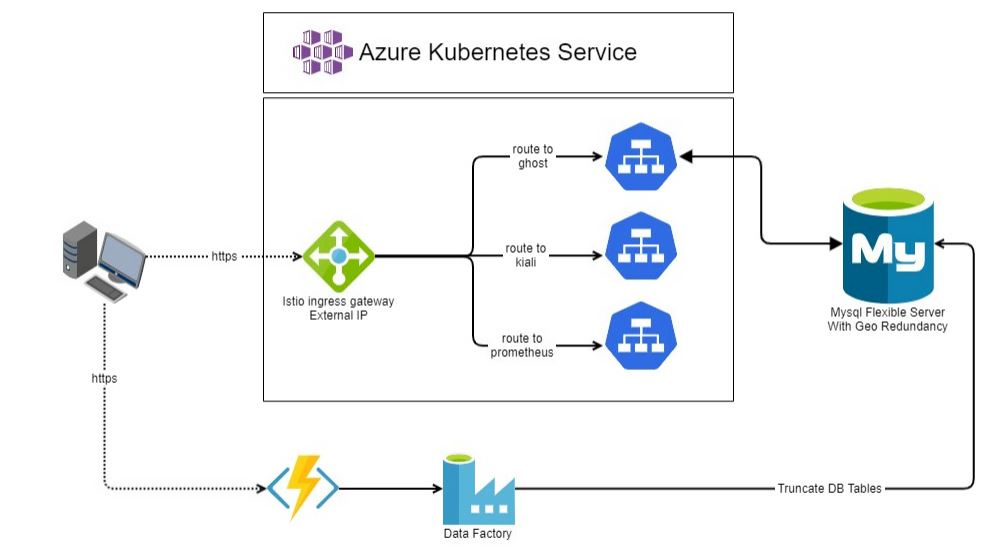 Azure Kubernetes Service
route to
ghost
https
route to
kiali
Istio ingress gateway
External IP
route to
prometheus
My
Mysql Flexible Server
With Geo Redundancy
https
Truncate DB Tables
Data Factory